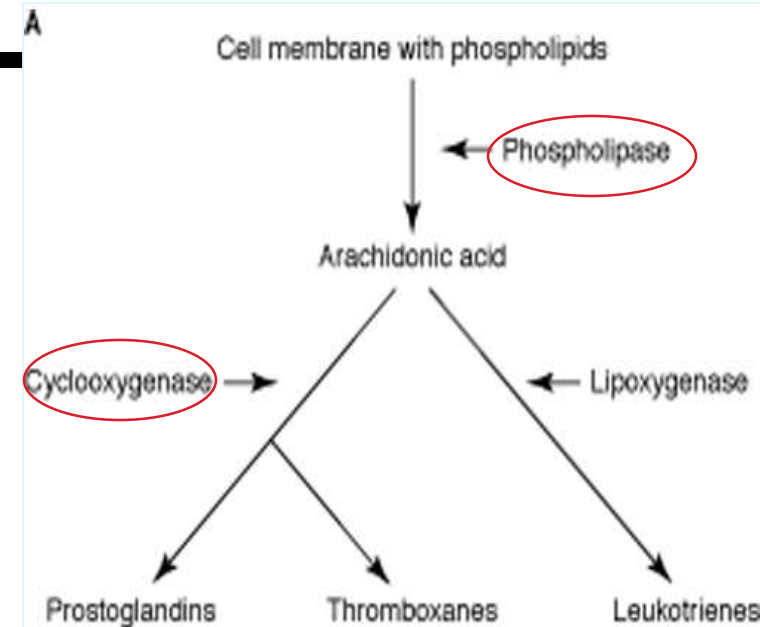 A
Cell membrane with phospholipids
Phospholipase
Arachidonic acid
Cyclooxygenase
Lipoxygenase
Prostoglandins
Thromboxanes
Leukotrienes